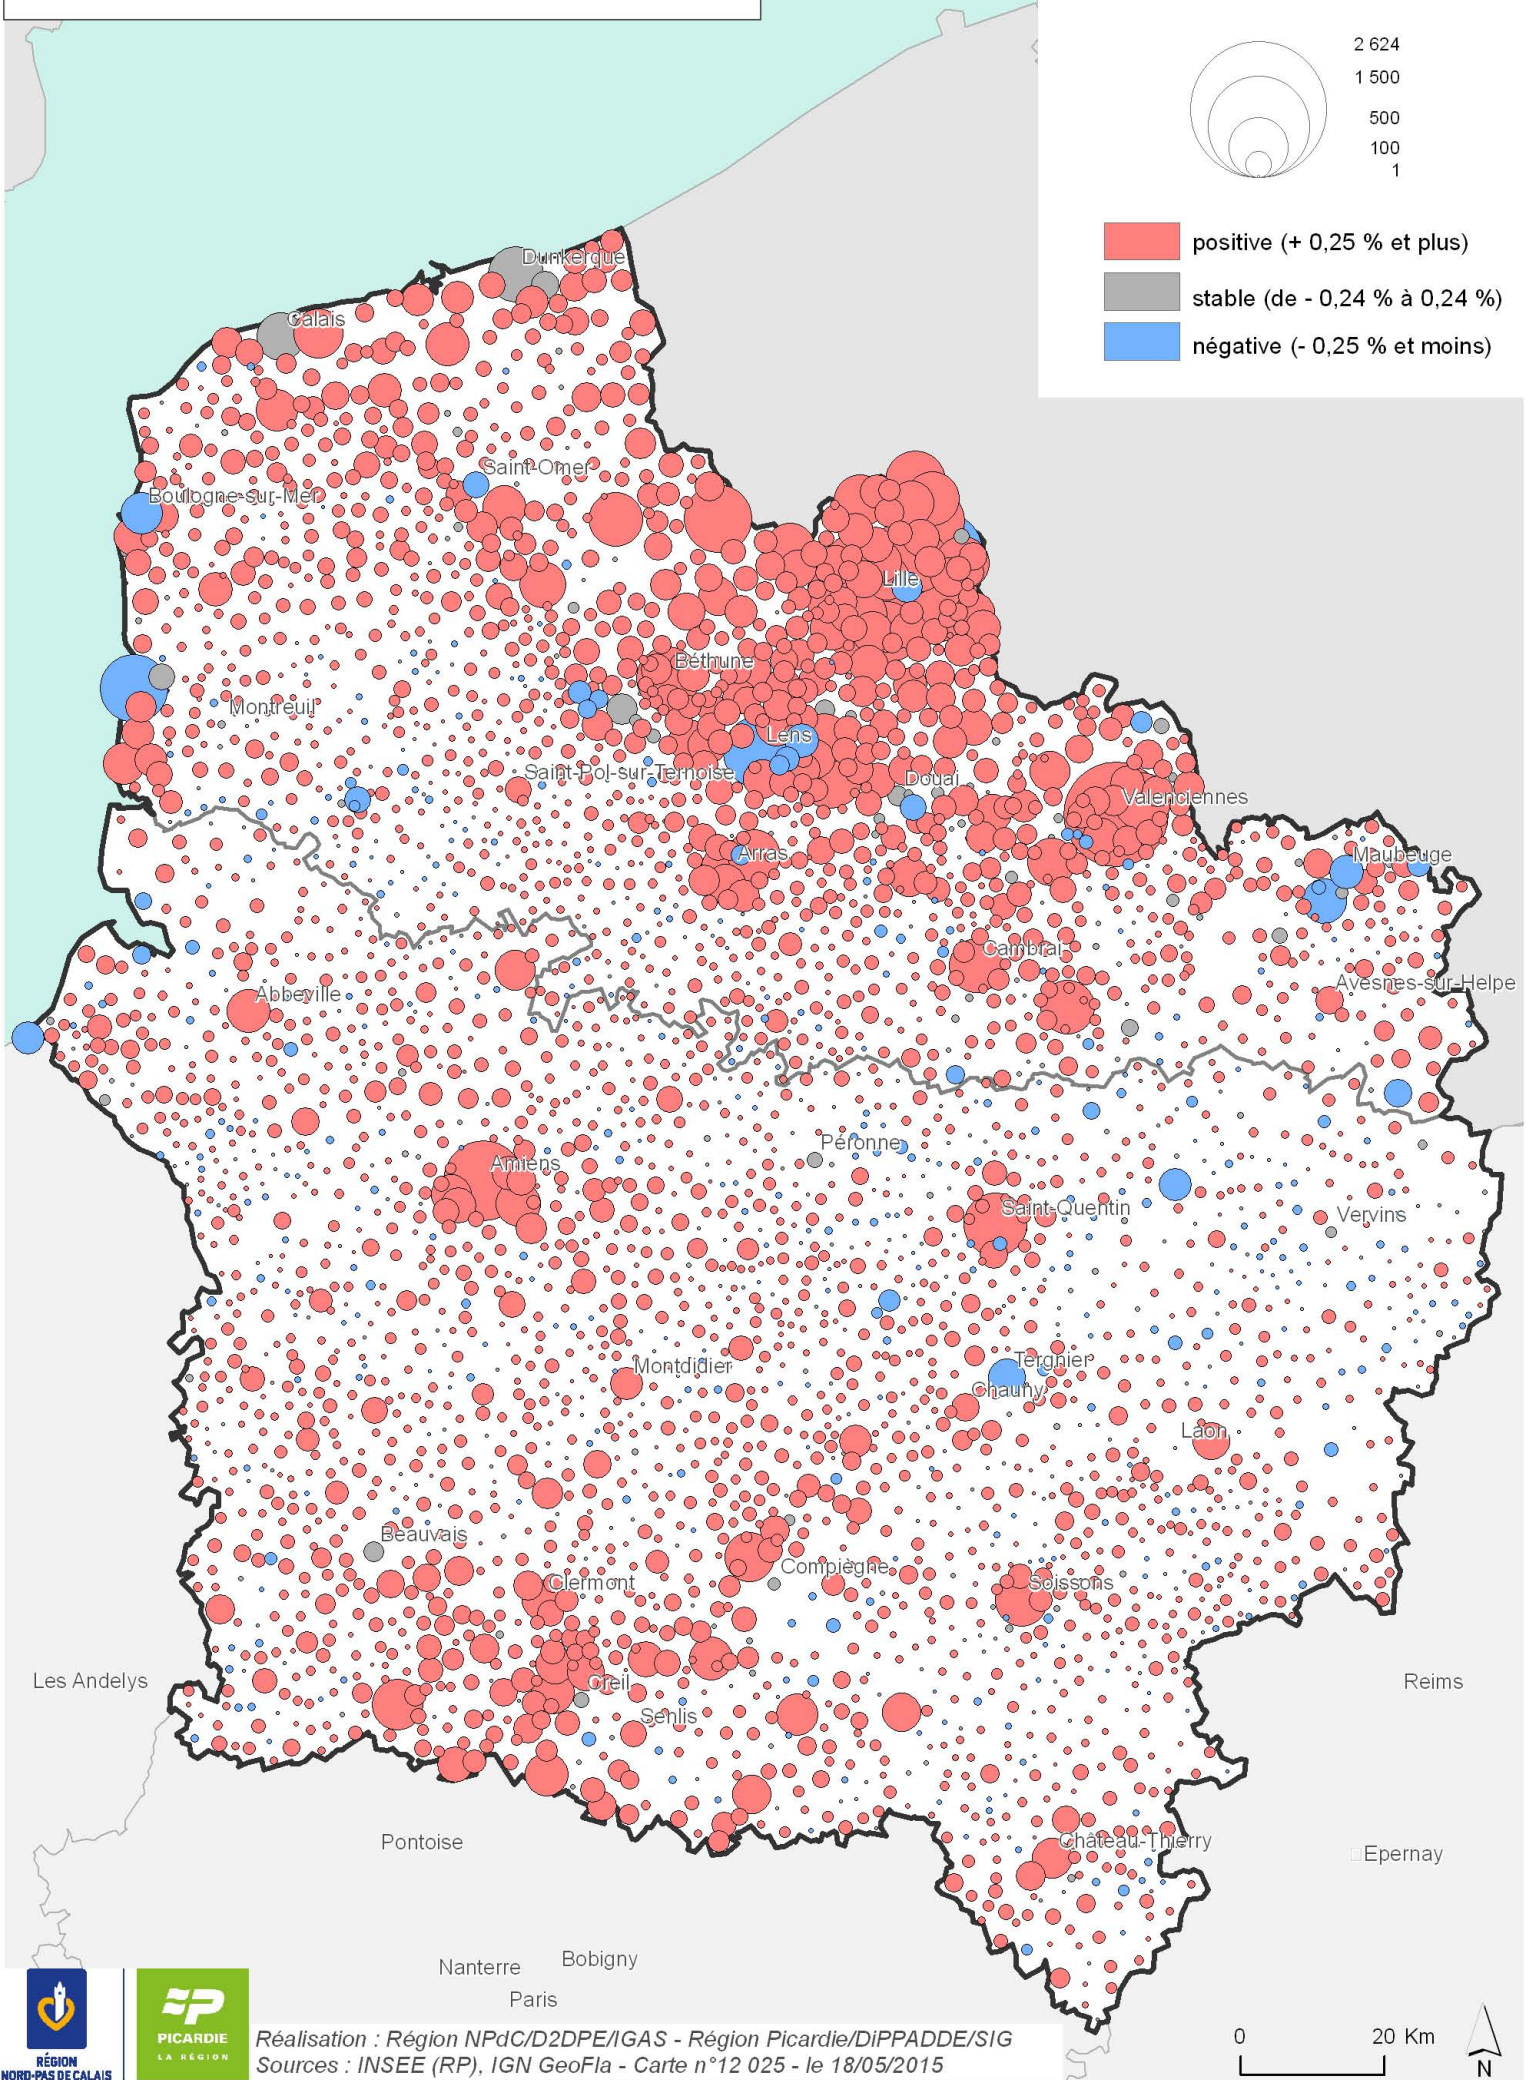 2 624
1 500
500
100
1
positive (+ 0,25 % et plus)
stable (de - 0,24 % à 0,24 %)
négative (- 0,25 % et moins)
Dunkerque
Calais
Saint-Omer
Boulogne-sur-Mer
Lille
Béthune
Montreuil
Lens
Saint-Pol-sur-Ternoise
Douai
Valenciennes
Arras
Maubeuge
Cambrai
Avesnes-sur-Helpe
Abbeville
Péronne
Amiens
Saint-Quentin
Vervins
Montdidier
Tergnier
Chauny
Laon
Beauvais
Compiègne
Clermont
Soissons
Les Andelys
Creil
Reims
Senlis
Pontoise
Château-Thierry
Epernay
Nanterre
Bobigny
Paris
RÉGION
NORD-PAS DE CALAIS
PICARDIE
LA RÉGION
Réalisation : Région NPdC/D2DPE/IGAS - Région Picardie/DiPPADDE/SIG
Sources : INSEE (RP), IGN GeoFla - Carte n°12 025 - le 18/05/2015
0 20 Km
N